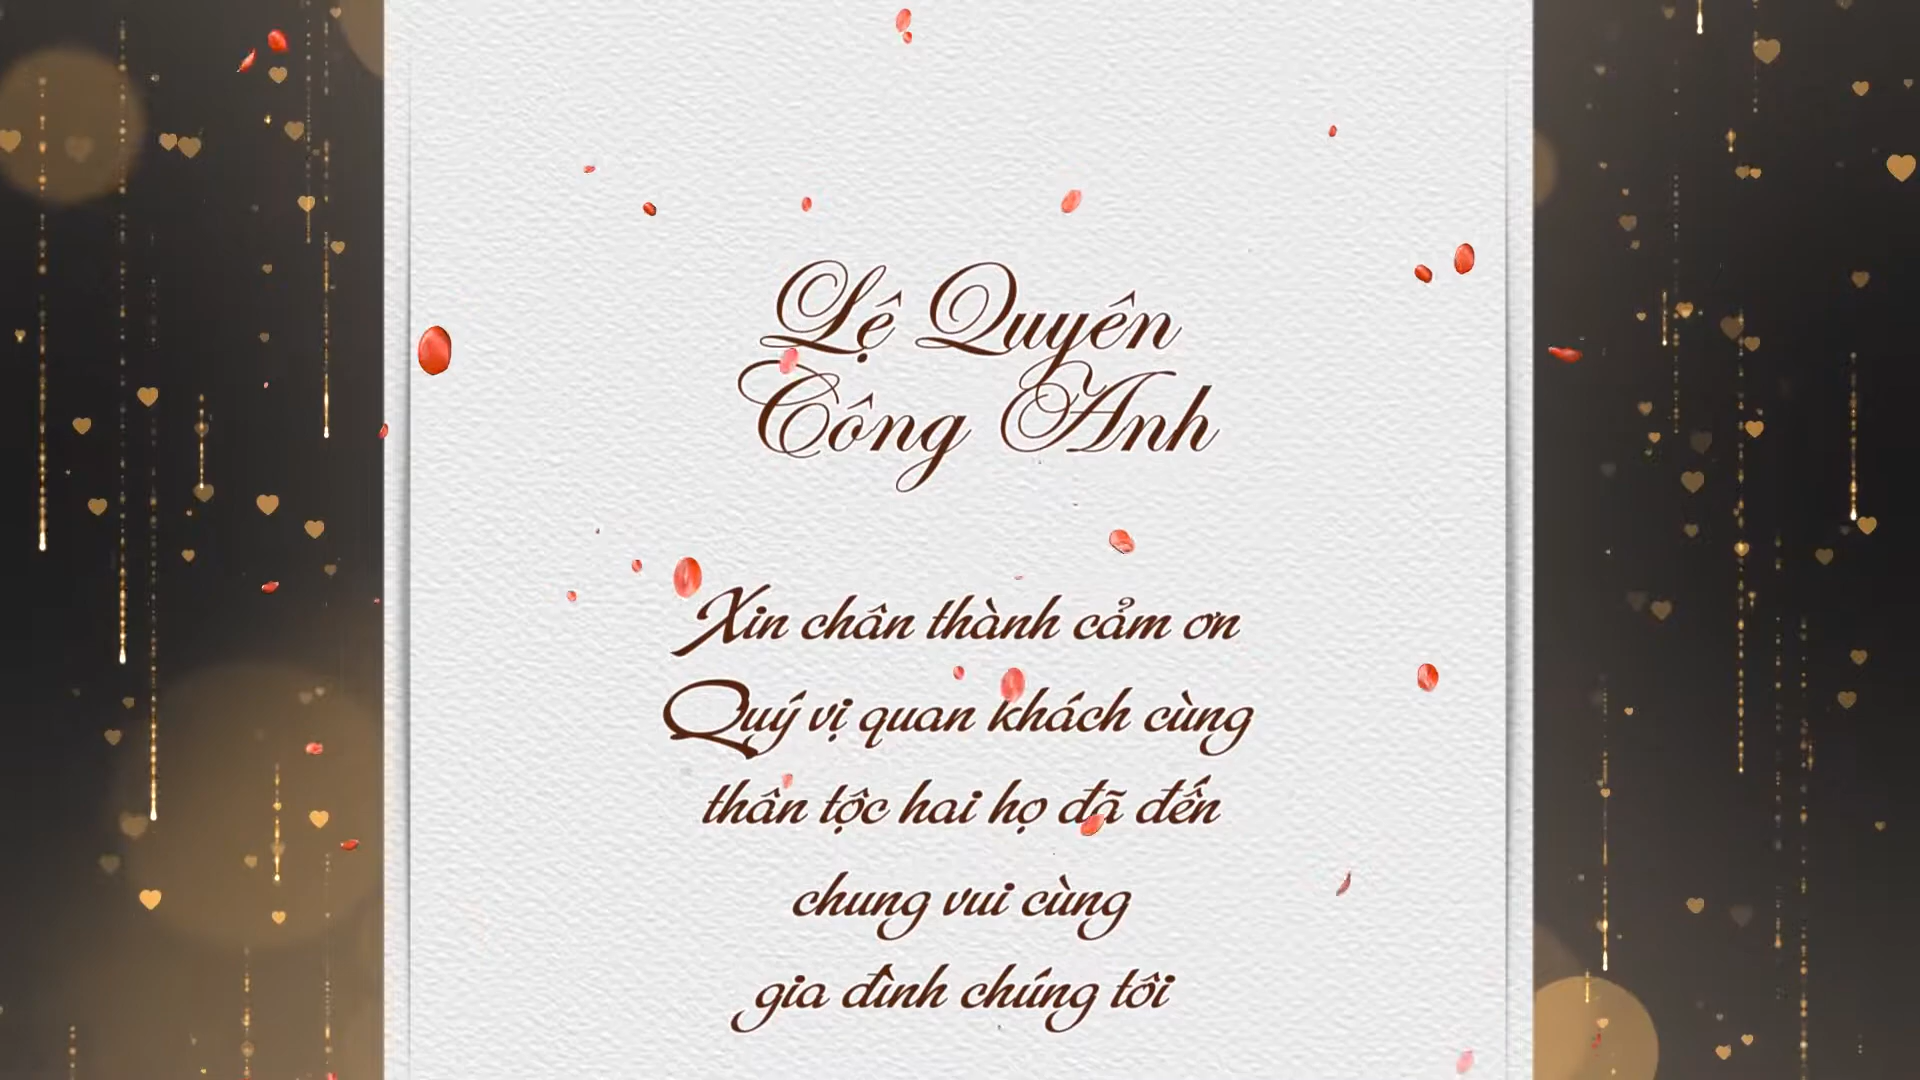 Lệ Quyên
Công Anh
Xin chân thành cảm ơn
Quý vị quan khách cùng
thân tộc hai họ đã đến
chung vui cùng
gia đình chúng tôi